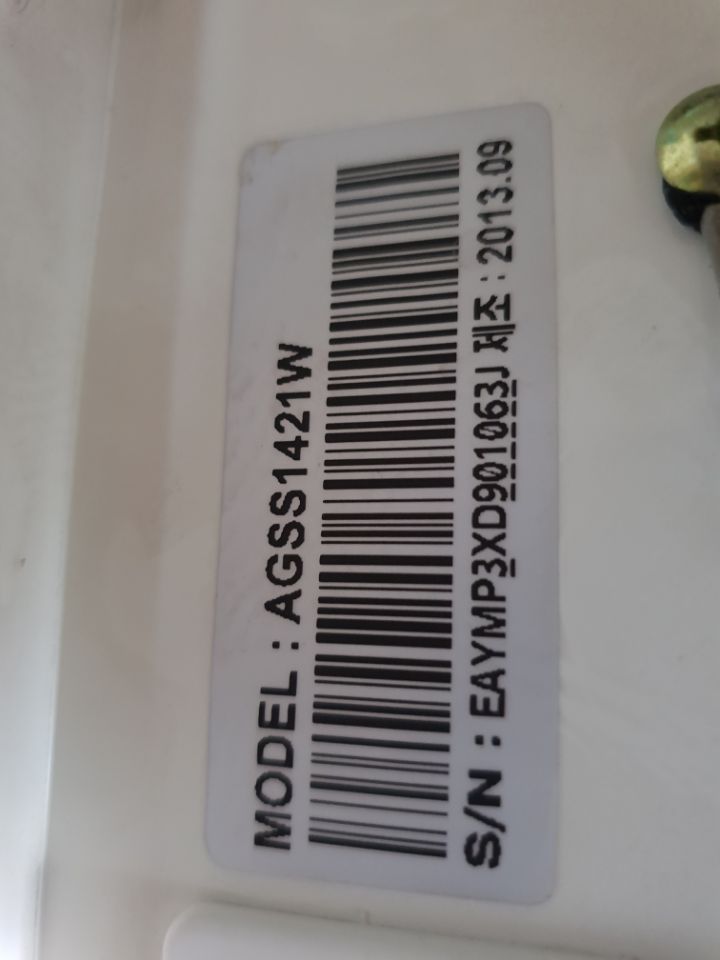 MODEL : AGSS1421W
S/N : EAYMP3XD901063J 제조 : 2013.09